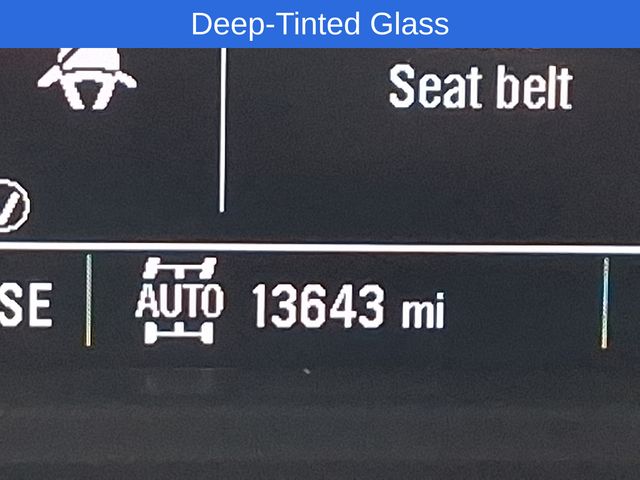 Deep-Tinted Glass
Seat belt
SE
AUTO 13643 mi